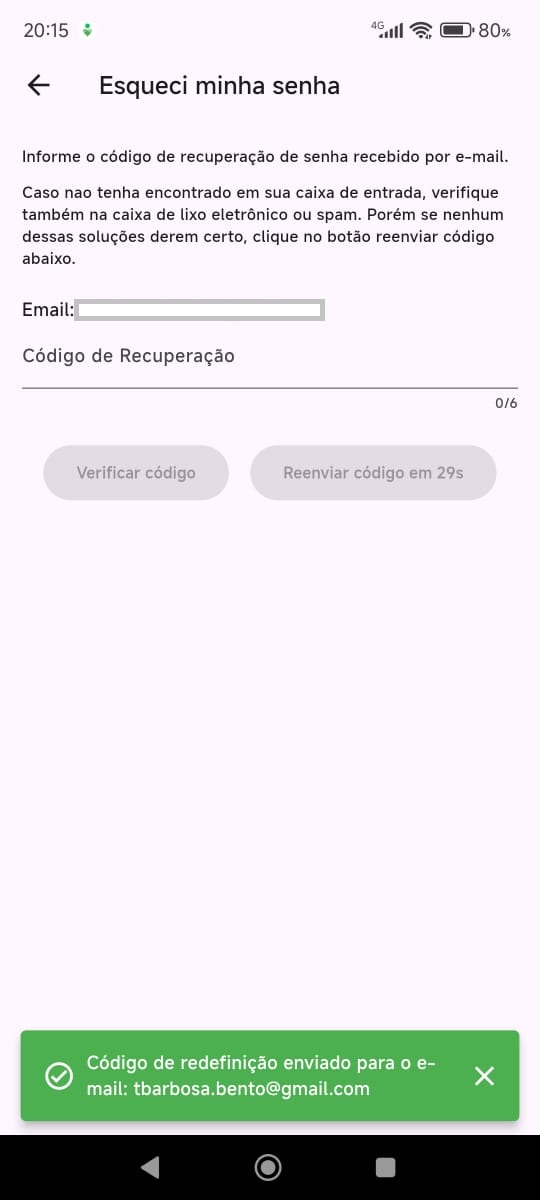 20:15
4G
80%
Esqueci minha senha
Informe o código de recuperação de senha recebido por e-mail.
Caso nao tenha encontrado em sua caixa de entrada, verifique
também na caixa de lixo eletrônico ou spam. Porém se nenhum
dessas soluções derem certo, clique no botão reenviar código
abaixo.
Email:
Código de Recuperação
0/6
Verificar código
Reenviar código em 29s
Código de redefinição enviado para o e-
mail: tbarbosa.bento@gmail.com